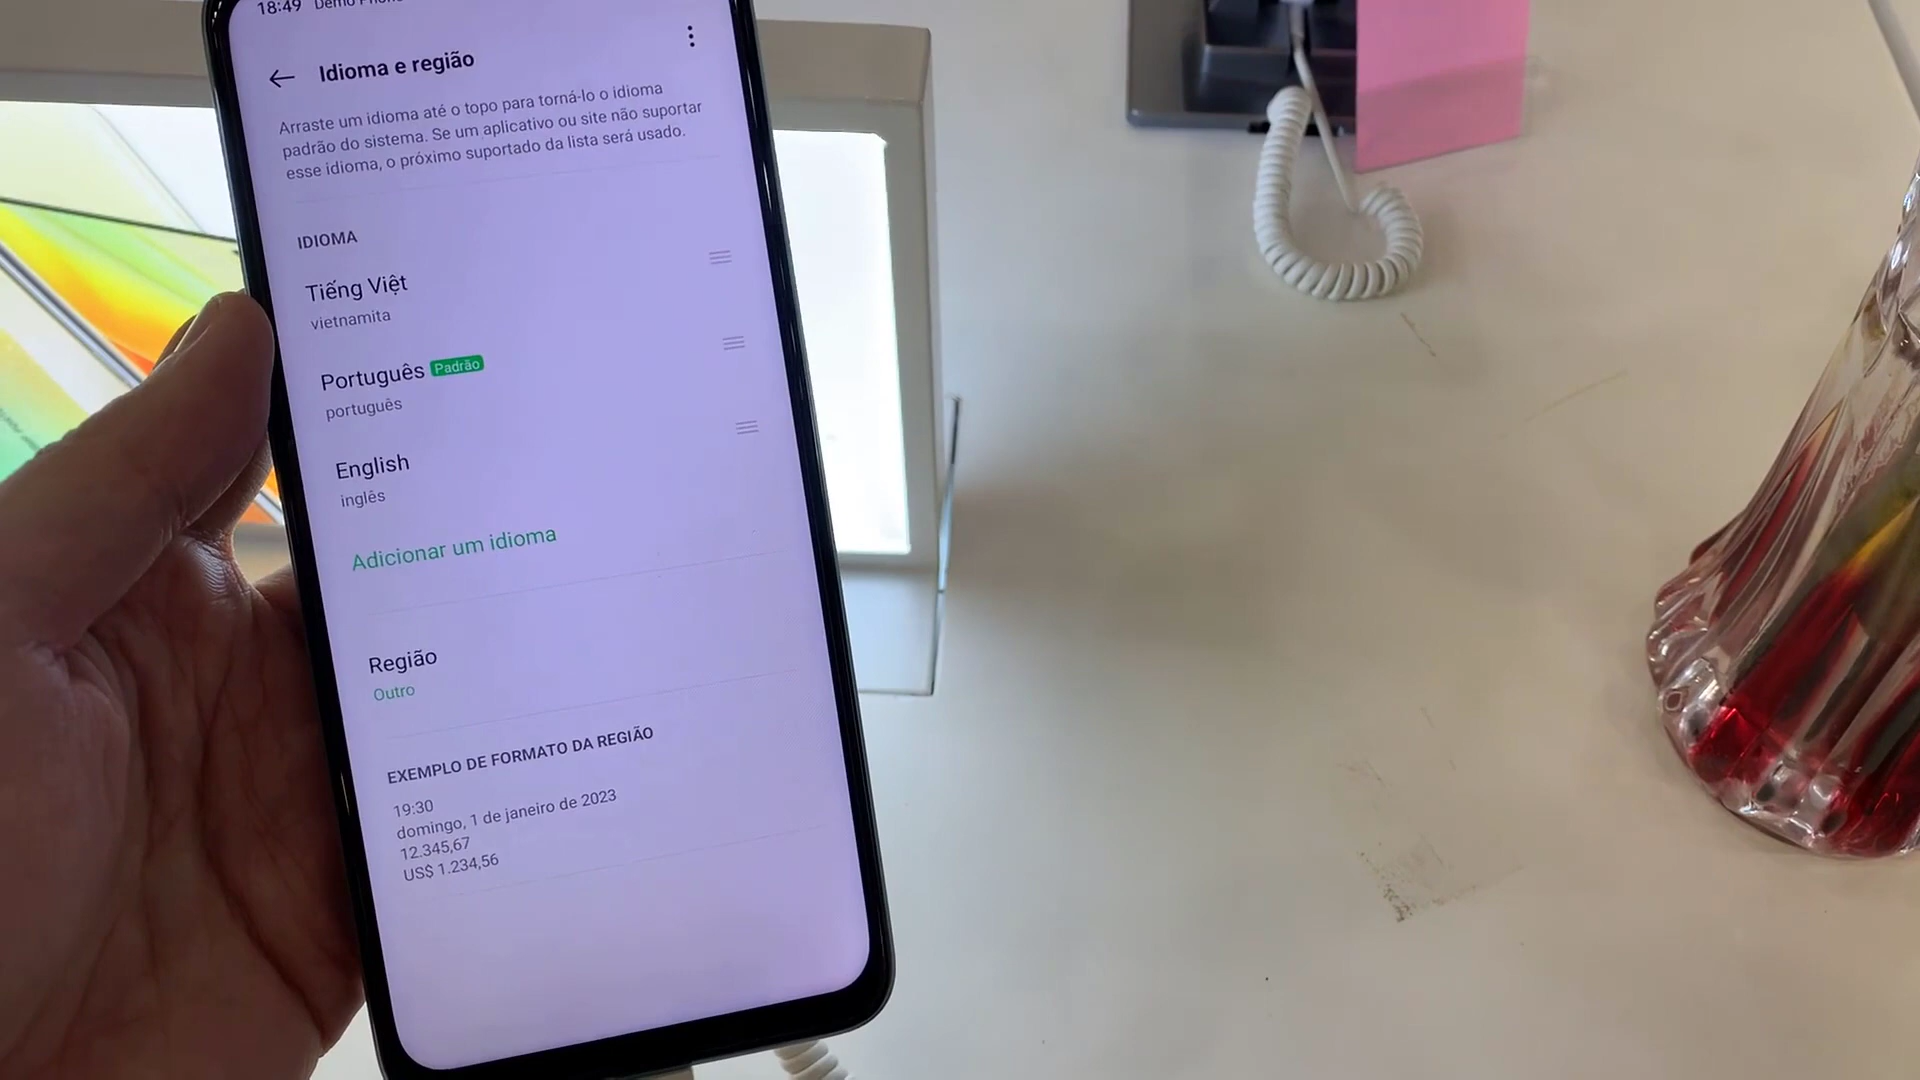 18:49 Demo Phone
Idioma e região
Arraste um idioma até o topo para torná-lo o idioma
padrão do sistema. Se um aplicativo ou site não suportar
esse idioma, o próximo suportado da lista será usado.
IDIOMA
Tiếng Việt
vietnamita
Português Padrão
português
English
inglês
Adicionar um idioma
Região
Outro
EXEMPLO DE FORMATO DA REGIÃO
19:30
domingo, 1 de janeiro de 2023
12.345,67
US$ 1.234,56